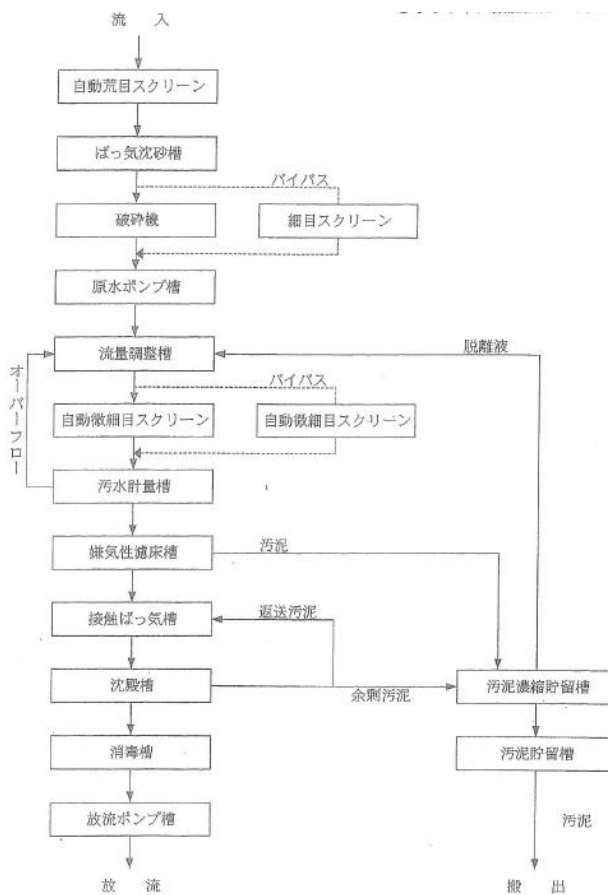 流 入
自動荒目スクリーン
ばっ気沈砂槽
バイパス
破砕機
細目スクリーン
原水ポンプ槽
流量調整槽
脱離液
オーバーフロー
バイパス
自動微細目スクリーン
自動微細目スクリーン
汚水計量槽
嫌気性濾床槽
汚泥
接触ばっ気槽
返送汚泥
沈殿槽
余剰汚泥
汚泥濃縮貯留槽
消毒槽
汚泥貯留槽
放流ポンプ槽
汚泥
放 流
搬 出